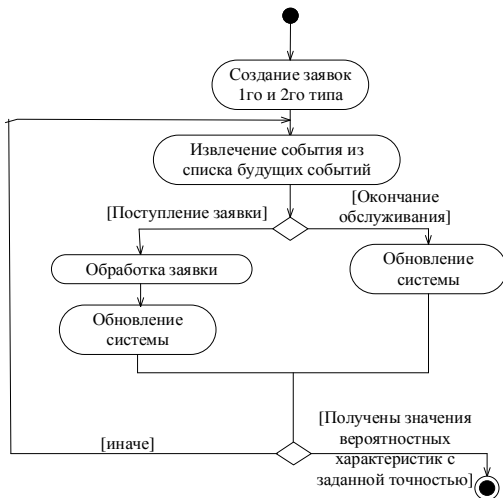 Создание заявок
1го и 2го типа
Извлечение события из
списка будущих событий
[Поступление заявки]
[Окончание
обслуживания]
Обработка заявки
Обновление
системы
Обновление
системы
[иначе]
[Получены значения
вероятностных
характеристик с
заданной точностью]